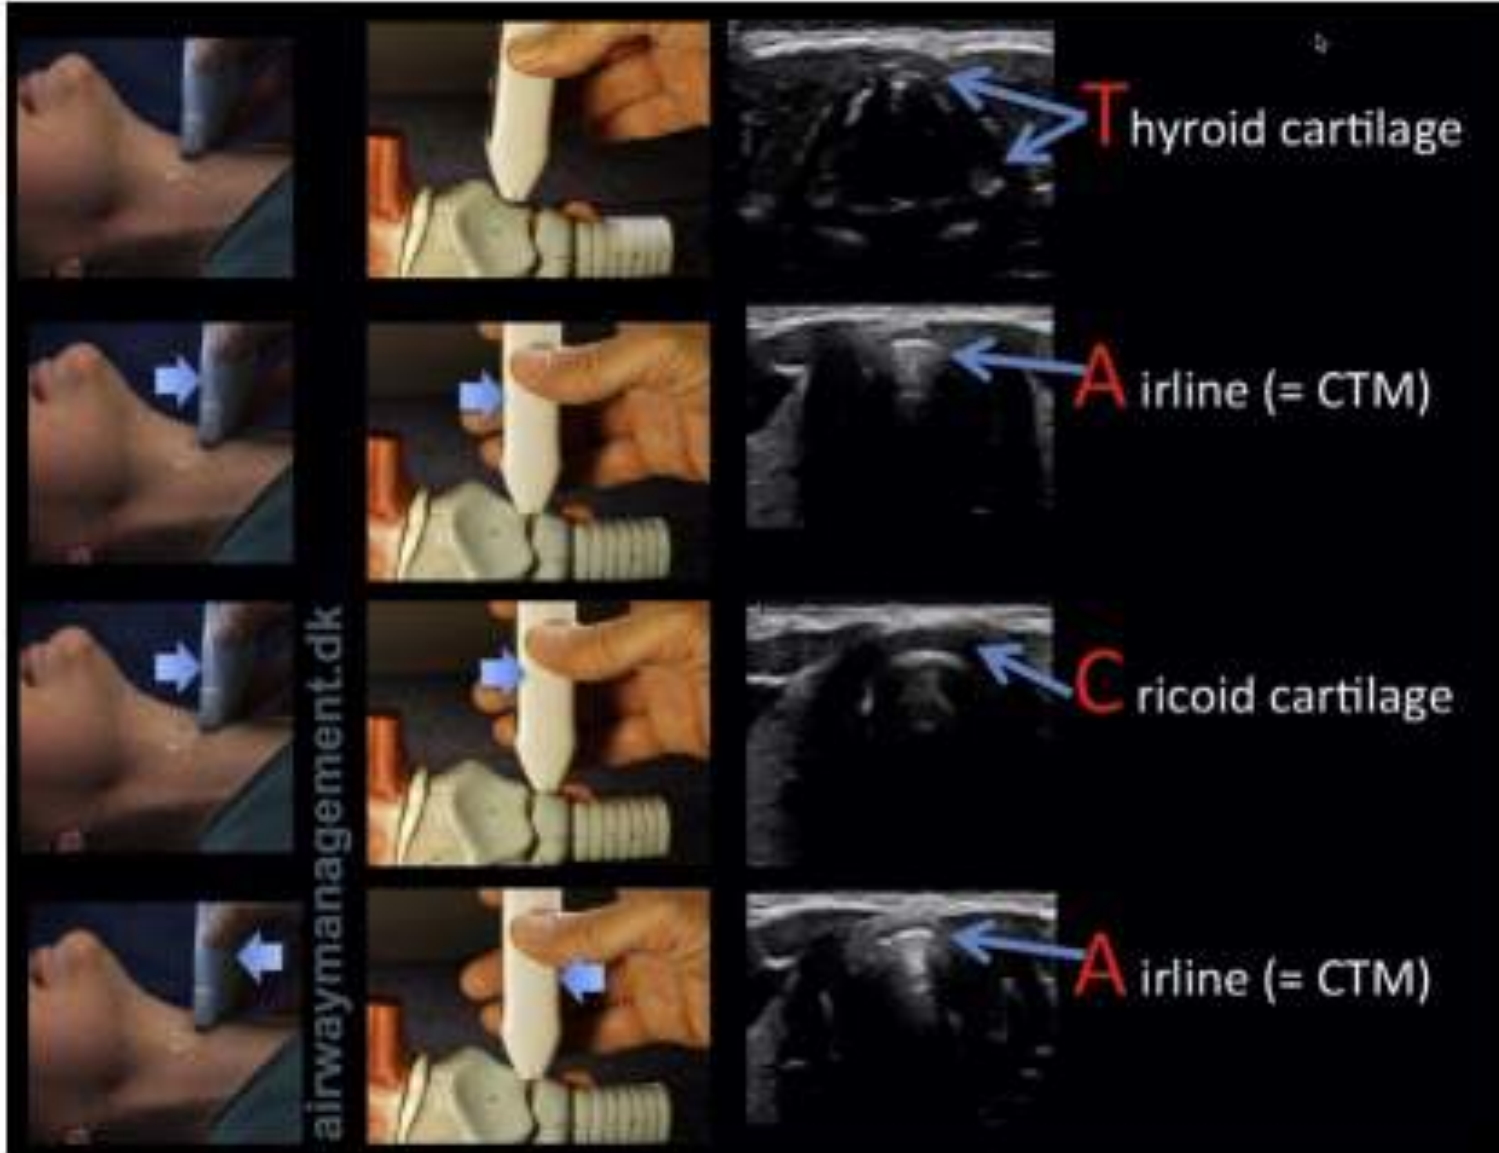 Thyroid cartilage
Airline (= CTM)
Cricoid cartilage
Airline (= CTM)
airwaymanagement.dk